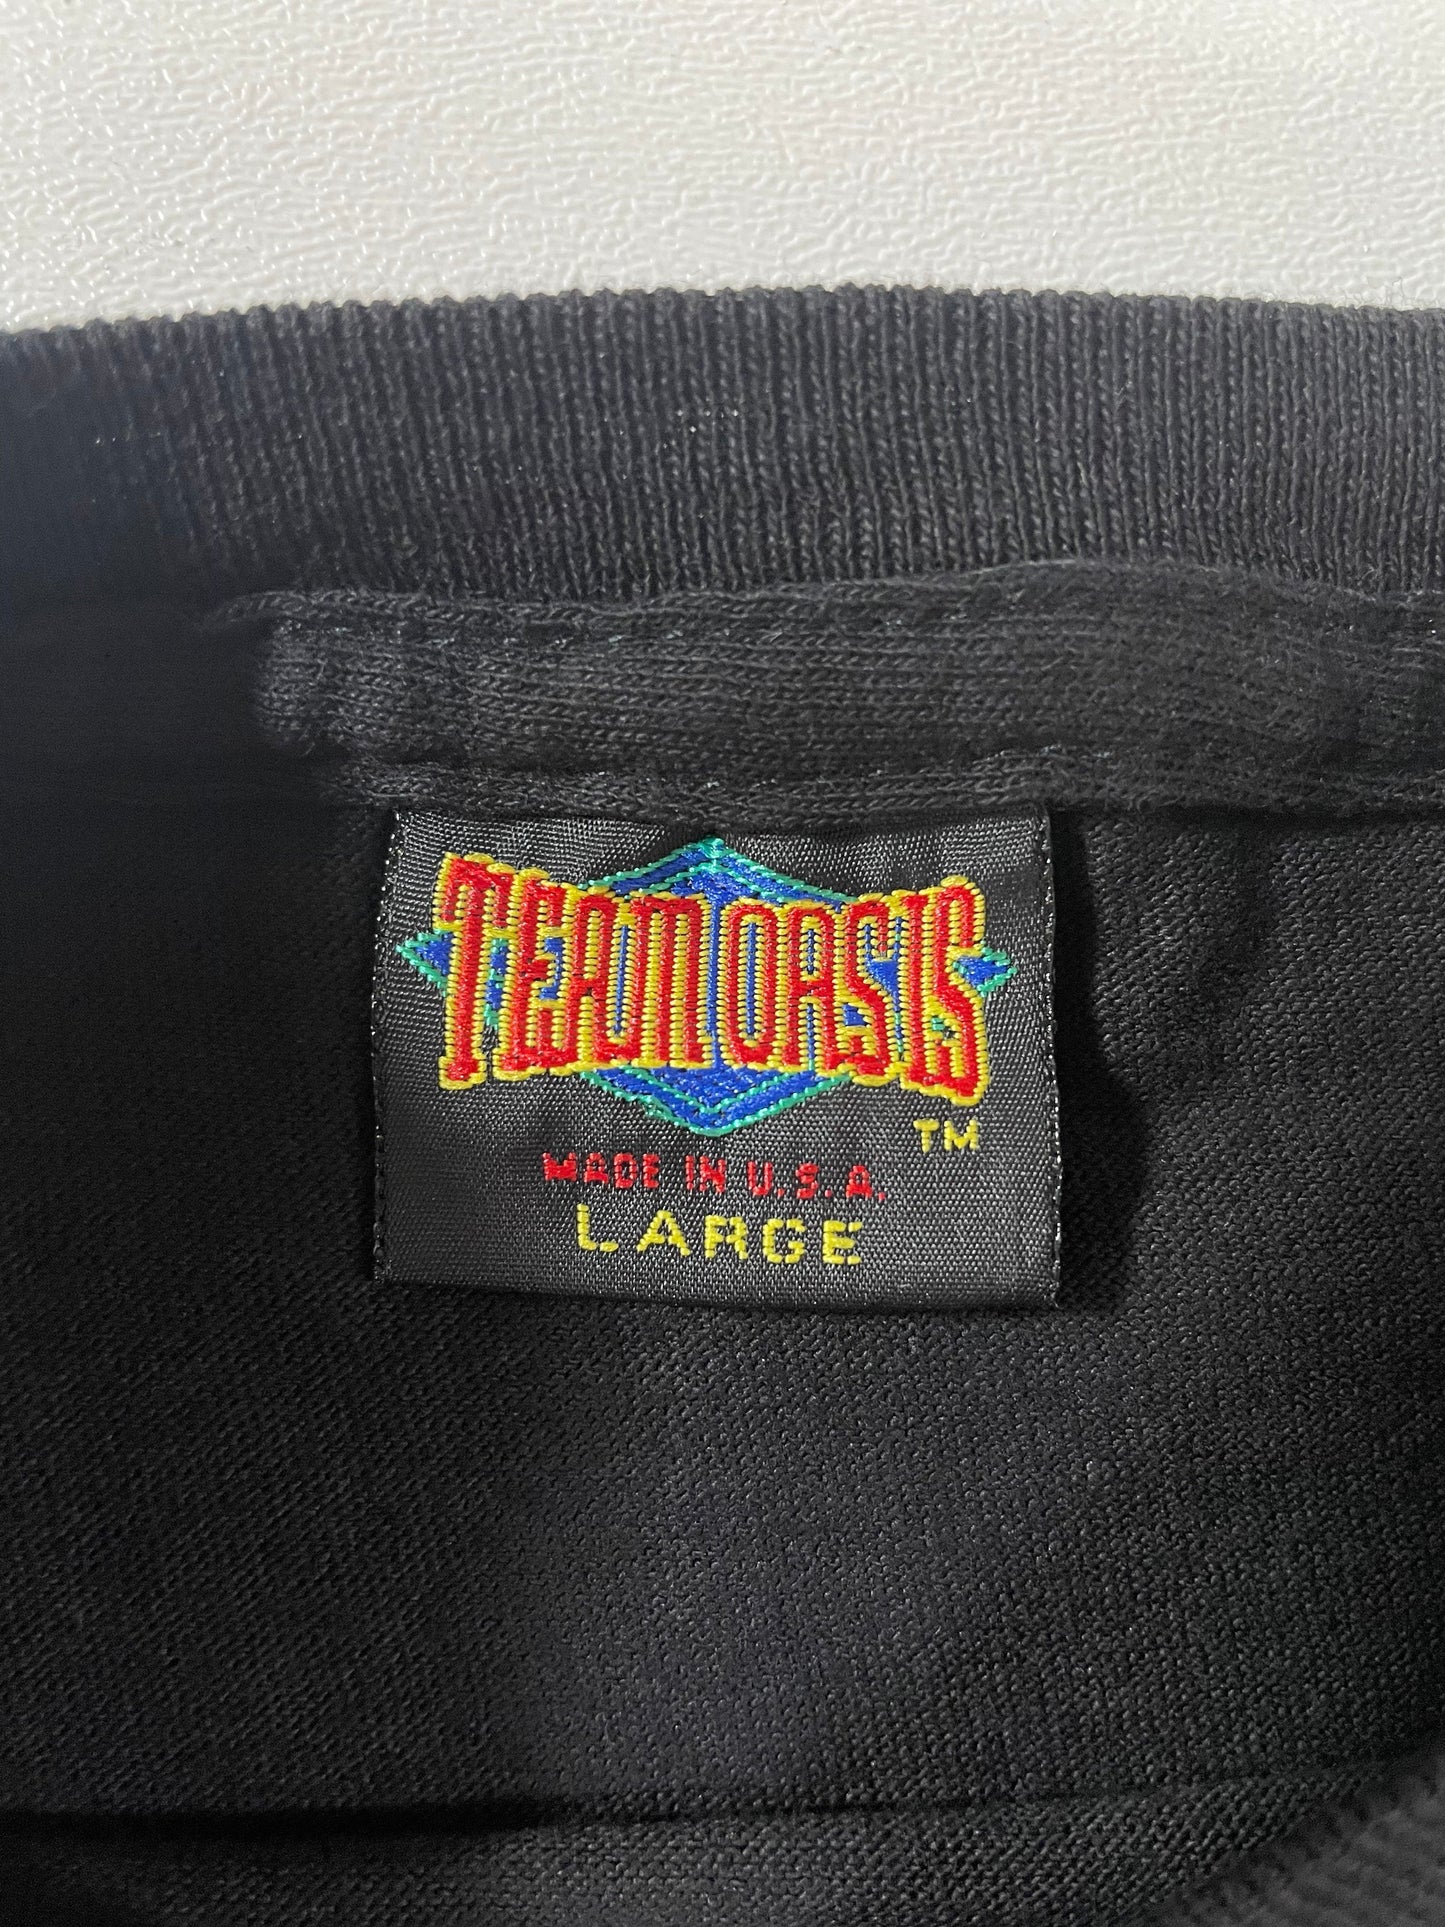 TEAM OASIS
TM
MADE IN U.S.A.
LARGE